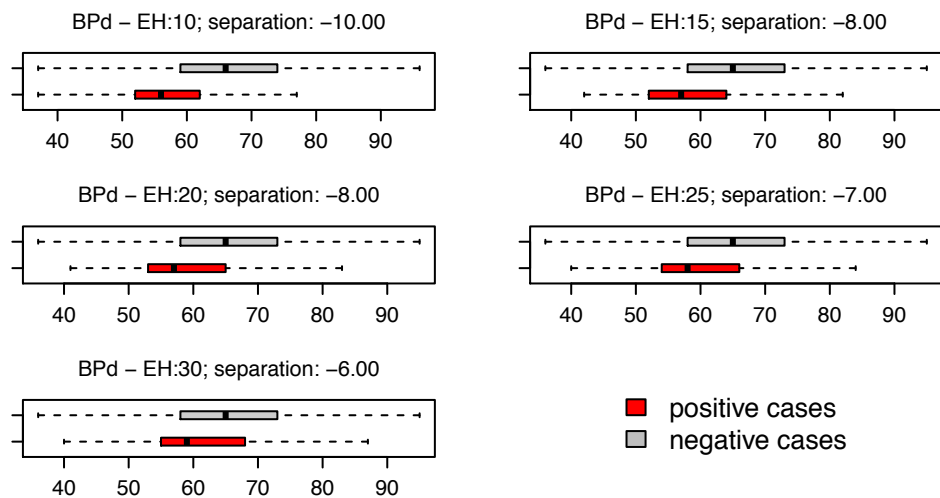 BPd − EH:10; separation: −10.00
40 50 60 70 80 90
BPd − EH:15; separation: −8.00
40 50 60 70 80 90
BPd − EH:20; separation: −8.00
40 50 60 70 80 90
BPd − EH:25; separation: −7.00
40 50 60 70 80 90
BPd − EH:30; separation: −6.00
40 50 60 70 80 90
positive cases
negative cases